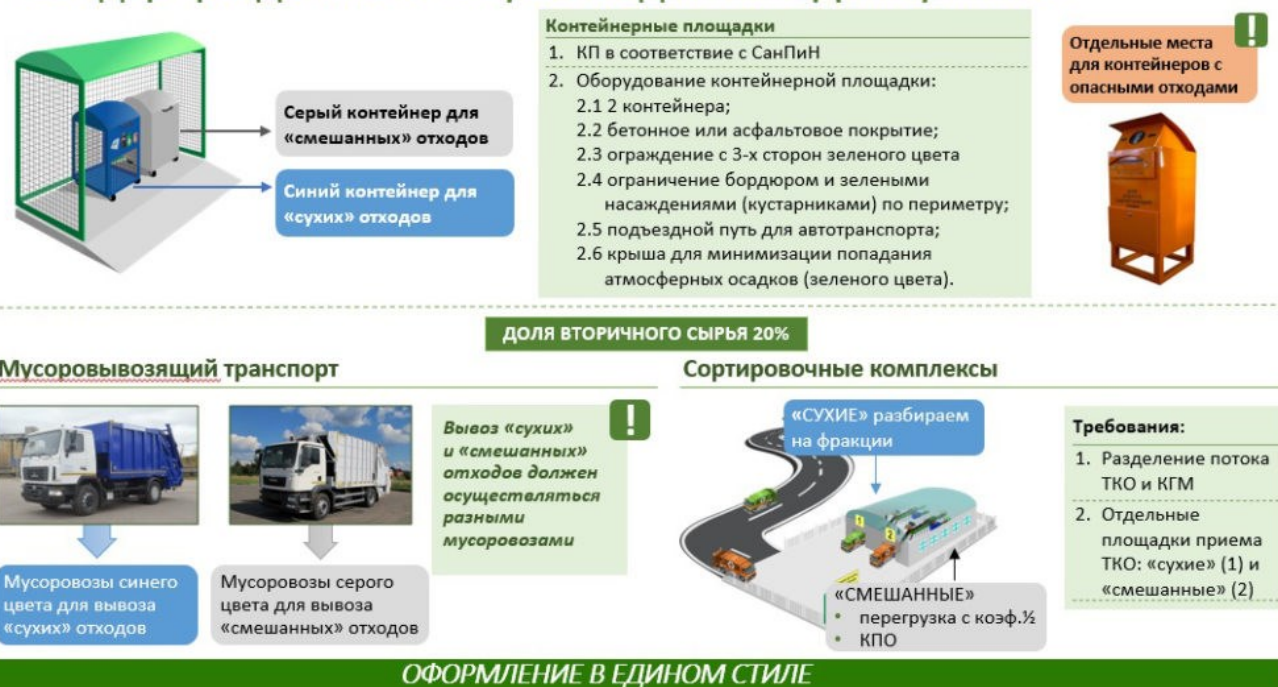 Контейнерные площадки
1. КП в соответствие с СанПиН
2. Оборудование контейнерной площадки:
2.1 2 контейнера;
2.2 бетонное или асфальтовое покрытие;
2.3 ограждение с 3-х сторон зеленого цвета
2.4 ограничение бордюром и зелеными
насаждениями (кустарниками) по периметру;
2.5 подъездной путь для автотранспорта;
2.6 крыша для минимизации попадания
атмосферных осадков (зеленого цвета).
Серый контейнер для
«смешанных» отходов
Синий контейнер для
«сухих» отходов
!
Отдельные места
для контейнеров с
опасными отходами
ДОЛЯ ВТОРИЧНОГО СЫРЬЯ 20%
Мусоровывозящий транспорт
!
Вывоз «сухих»
и «смешанных»
отходов должен
осуществляться
разными
мусоровозами
Мусоровозы синего
цвета для вывоза
«сухих» отходов
Мусоровозы серого
цвета для вывоза
«смешанных» отходов
Сортировочные комплексы
«СУХИЕ» разбираем
на фракции
1
2
«СМЕШАННЫЕ»
• перегрузка с коэф.½
• КПО
Требования:
1. Разделение потока
ТКО и КГМ
2. Отдельные
площадки приема
ТКО: «сухие» (1) и
«смешанные» (2)
ОФОРМЛЕНИЕ В ЕДИНОМ СТИЛЕ